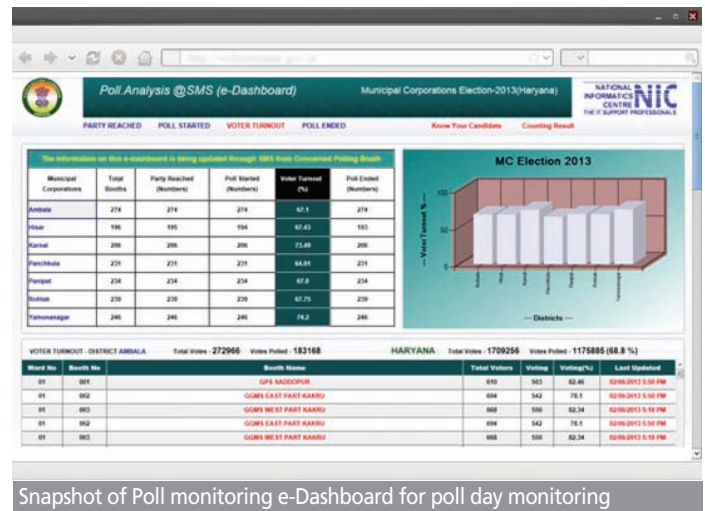 Poll.Analysis @SMS (e-Dashboard)
Municipal Corporations Election-2013(Haryana)
NATIONAL
INFORMATICS
CENTRE
NIC
THE IT SUPPORT PROFESSIONALS
PARTY REACHED POLL STARTED VOTER TURNOUT POLL ENDED Know Your Candidate Counting Result
The Information on this e-dashboard is being updated through SMS from Concerned Polling Booth
Municipal Corporations Total Booths Party Reached (Numbers) Poll Started (Numbers) Voter Turnout (%) Poll Ended (Numbers)
Ambala 274 274 274 67.1 274
Hisar 196 195 194 67.43 193
Karnal 206 206 206 73.49 206
Panchkula 231 231 231 64.01 231
Panipat 234 234 234 67.8 234
Rohtak 239 239 239 67.75 239
Yamunanagar 246 246 246 74.2 246
MC Election 2013
--- Voter Turnout % ---
100
50
0
Ambala
Hisar
Karnal
Panchkula
Panipat
Rohtak
Yamunanagar
--- Districts ---
VOTER TURNOUT - DISTRICT AMBALA Total Votes - 272966 Votes Polled - 183168 HARYANA Total Votes - 1709256 Votes Polled - 1175885 (68.8 %)
Ward No Booth No Booth Name Total Voters Voting Voting(%) Last Updated
01 001 GPS SADDOPUR 610 503 82.46 02/06/2013 5:50 PM
01 002 GGMS EAST PART KAKRU 694 542 78.1 02/06/2013 5:50 PM
01 003 GGMS WEST PART KAKRU 668 550 82.34 02/06/2013 5:18 PM
01 002 GGMS EAST PART KAKRU 694 542 78.1 02/06/2013 5:50 PM
01 003 GGMS WEST PART KAKRU 668 550 82.34 02/06/2013 5:18 PM
Snapshot of Poll monitoring e-Dashboard for poll day monitoring